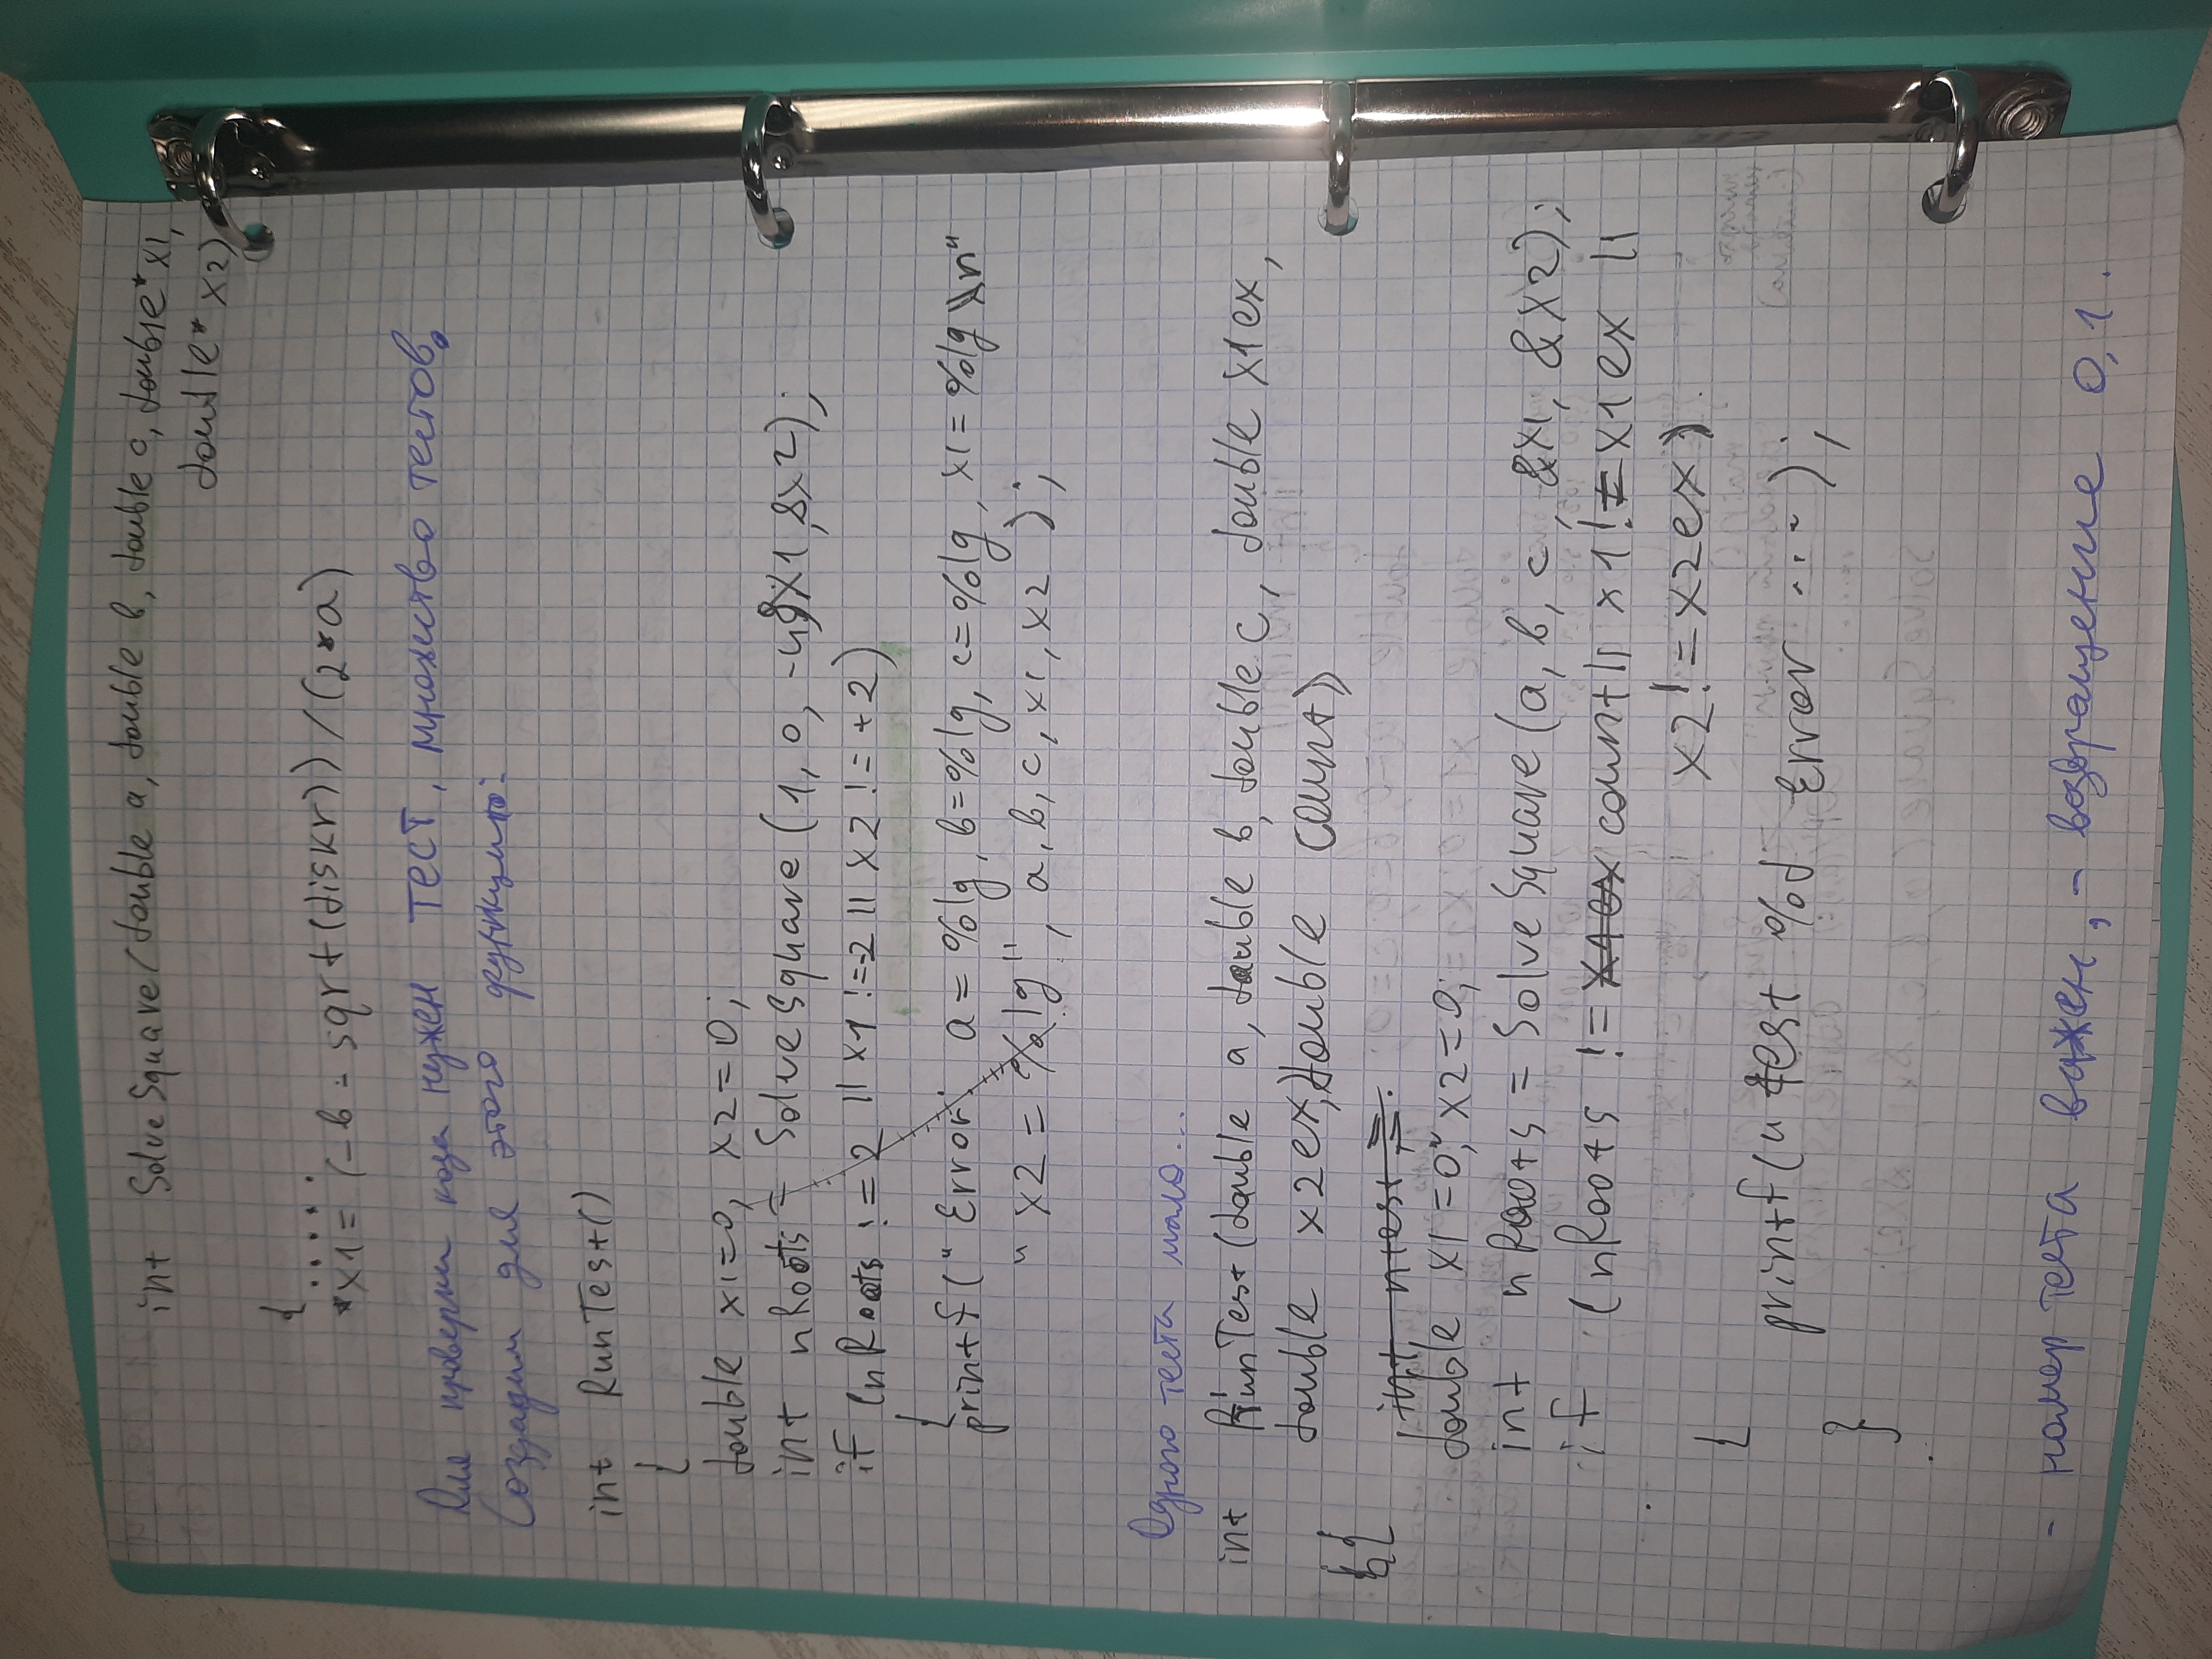 int SolveSquare(double a, double b, double c, double* x1,
double* x2)
{.....
*x1 = (-b - sqrt(diskr))/(2*a)
Для проверки кода нужен ТЕСТ, множество тестов.
Создадим для этого функцию:
int RunTest()
{
double x1=0, x2=0;
int nRoots = SolveSquare (1, 0, -4, &x1, &x2);
if (nRoots != 2 || x1 != -2 || x2 != +2)
{
printf (" Error: a = %lg, b=%lg, c=%lg, x1 = %lg \n"
" x2 = %lg", a, b, c, x1, x2 );
Одного теста мало...
int RunTest (double a, double b, double c, double x1ex,
double x2ex, double count)
{
int ntest =
double x1 =0, x2=0;
int nRoots = SolveSquare (a, b, c, &x1, &x2);
if (nRoots != x1ex count || x1 != x1ex ||
x2 != x2ex)
{
printf(" test %d Error ...);
}
- номер теста важен, - возвращение 0,1.